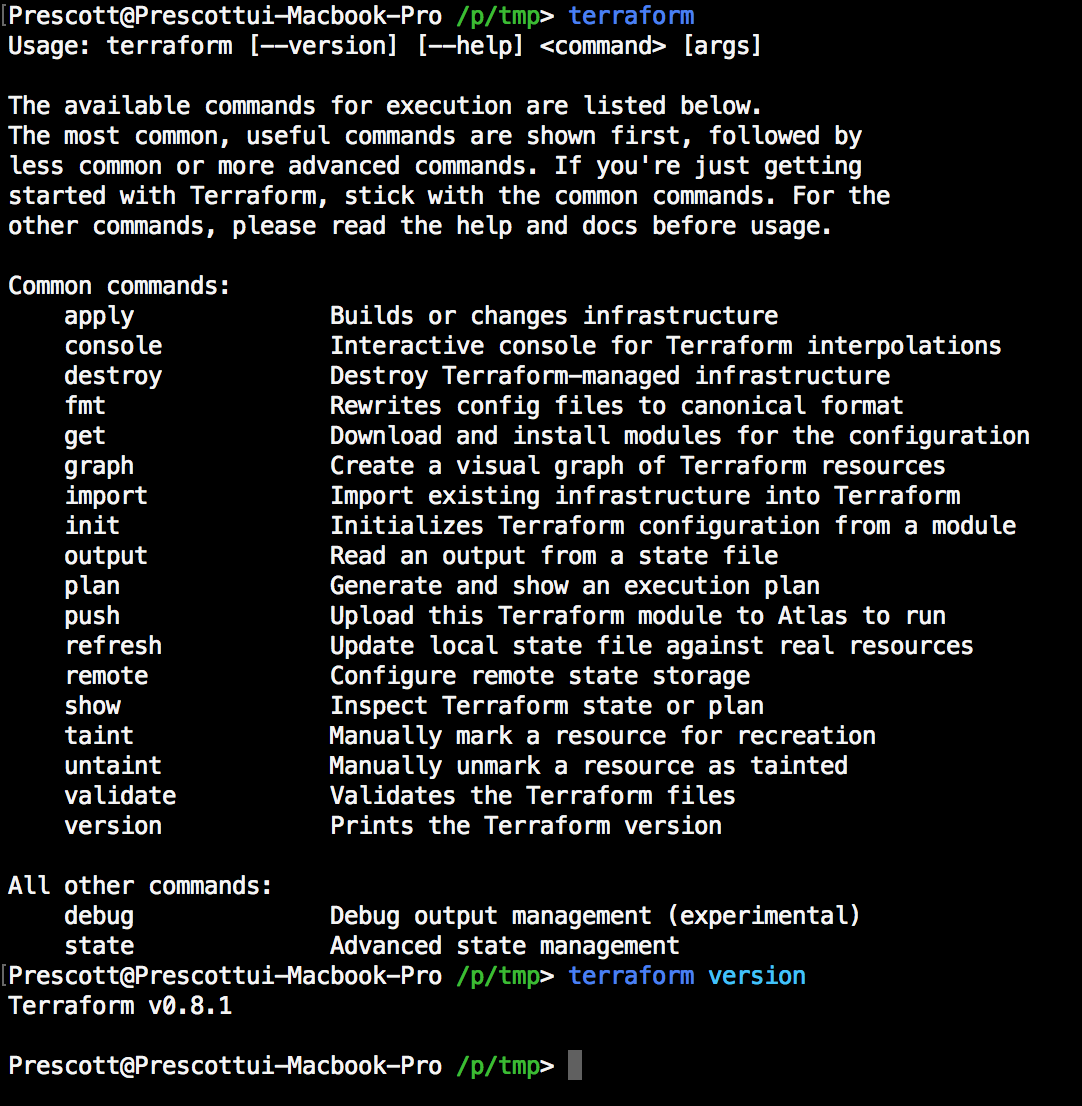 [Prescott@Prescottui-Macbook-Pro /p/tmp> terraform
Usage: terraform [--version] [--help] <command> [args]

The available commands for execution are listed below.
The most common, useful commands are shown first, followed by
less common or more advanced commands. If you're just getting
started with Terraform, stick with the common commands. For the
other commands, please read the help and docs before usage.

Common commands:
    apply              Builds or changes infrastructure
    console            Interactive console for Terraform interpolations
    destroy            Destroy Terraform-managed infrastructure
    fmt                Rewrites config files to canonical format
    get                Download and install modules for the configuration
    graph              Create a visual graph of Terraform resources
    import             Import existing infrastructure into Terraform
    init               Initializes Terraform configuration from a module
    output             Read an output from a state file
    plan               Generate and show an execution plan
    push               Upload this Terraform module to Atlas to run
    refresh            Update local state file against real resources
    remote             Configure remote state storage
    show               Inspect Terraform state or plan
    taint              Manually mark a resource for recreation
    untaint            Manually unmark a resource as tainted
    validate           Validates the Terraform files
    version            Prints the Terraform version

All other commands:
    debug              Debug output management (experimental)
    state              Advanced state management
[Prescott@Prescottui-Macbook-Pro /p/tmp> terraform version
Terraform v0.8.1

Prescott@Prescottui-Macbook-Pro /p/tmp>